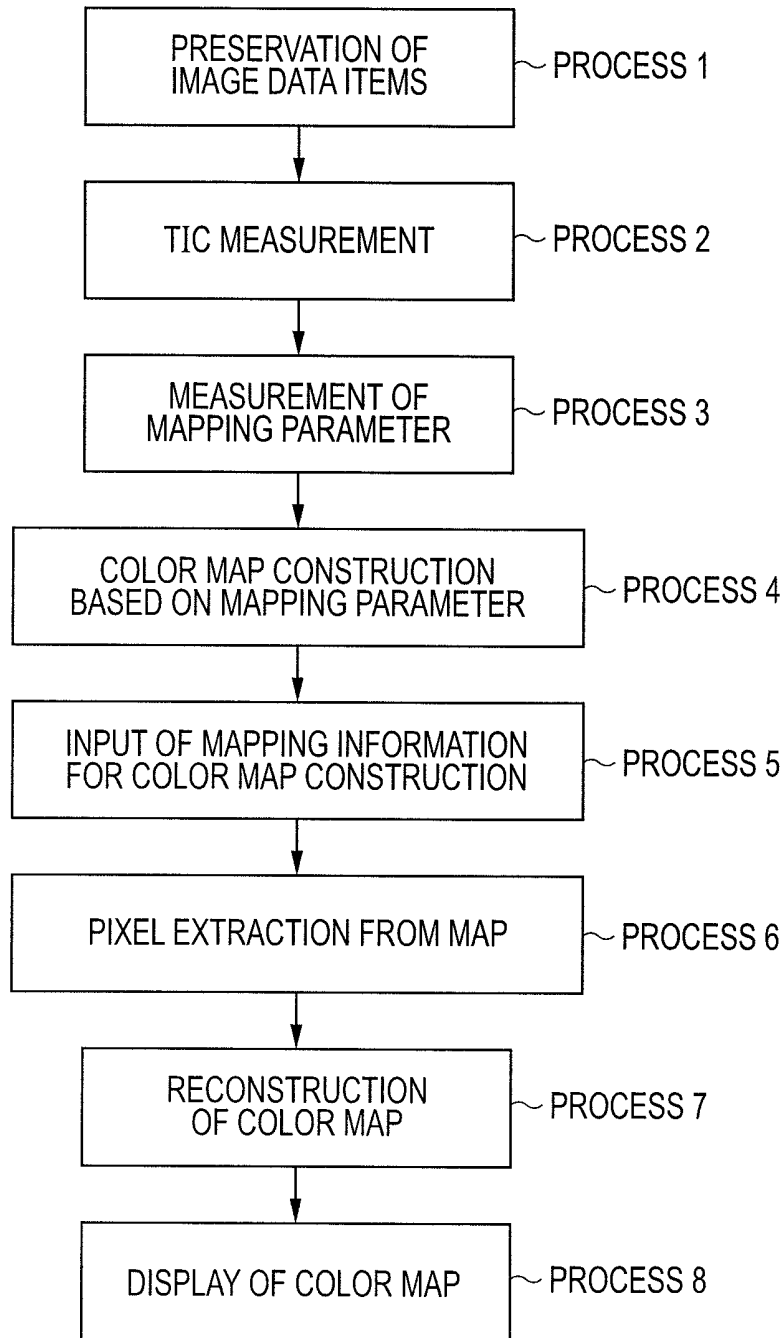 PRESERVATION OF
IMAGE DATA ITEMS
PROCESS 1
TIC MEASUREMENT
PROCESS 2
MEASUREMENT OF
MAPPING PARAMETER
PROCESS 3
COLOR MAP CONSTRUCTION
BASED ON MAPPING PARAMETER
PROCESS 4
INPUT OF MAPPING INFORMATION
FOR COLOR MAP CONSTRUCTION
PROCESS 5
PIXEL EXTRACTION FROM MAP
PROCESS 6
RECONSTRUCTION
OF COLOR MAP
PROCESS 7
DISPLAY OF COLOR MAP
PROCESS 8